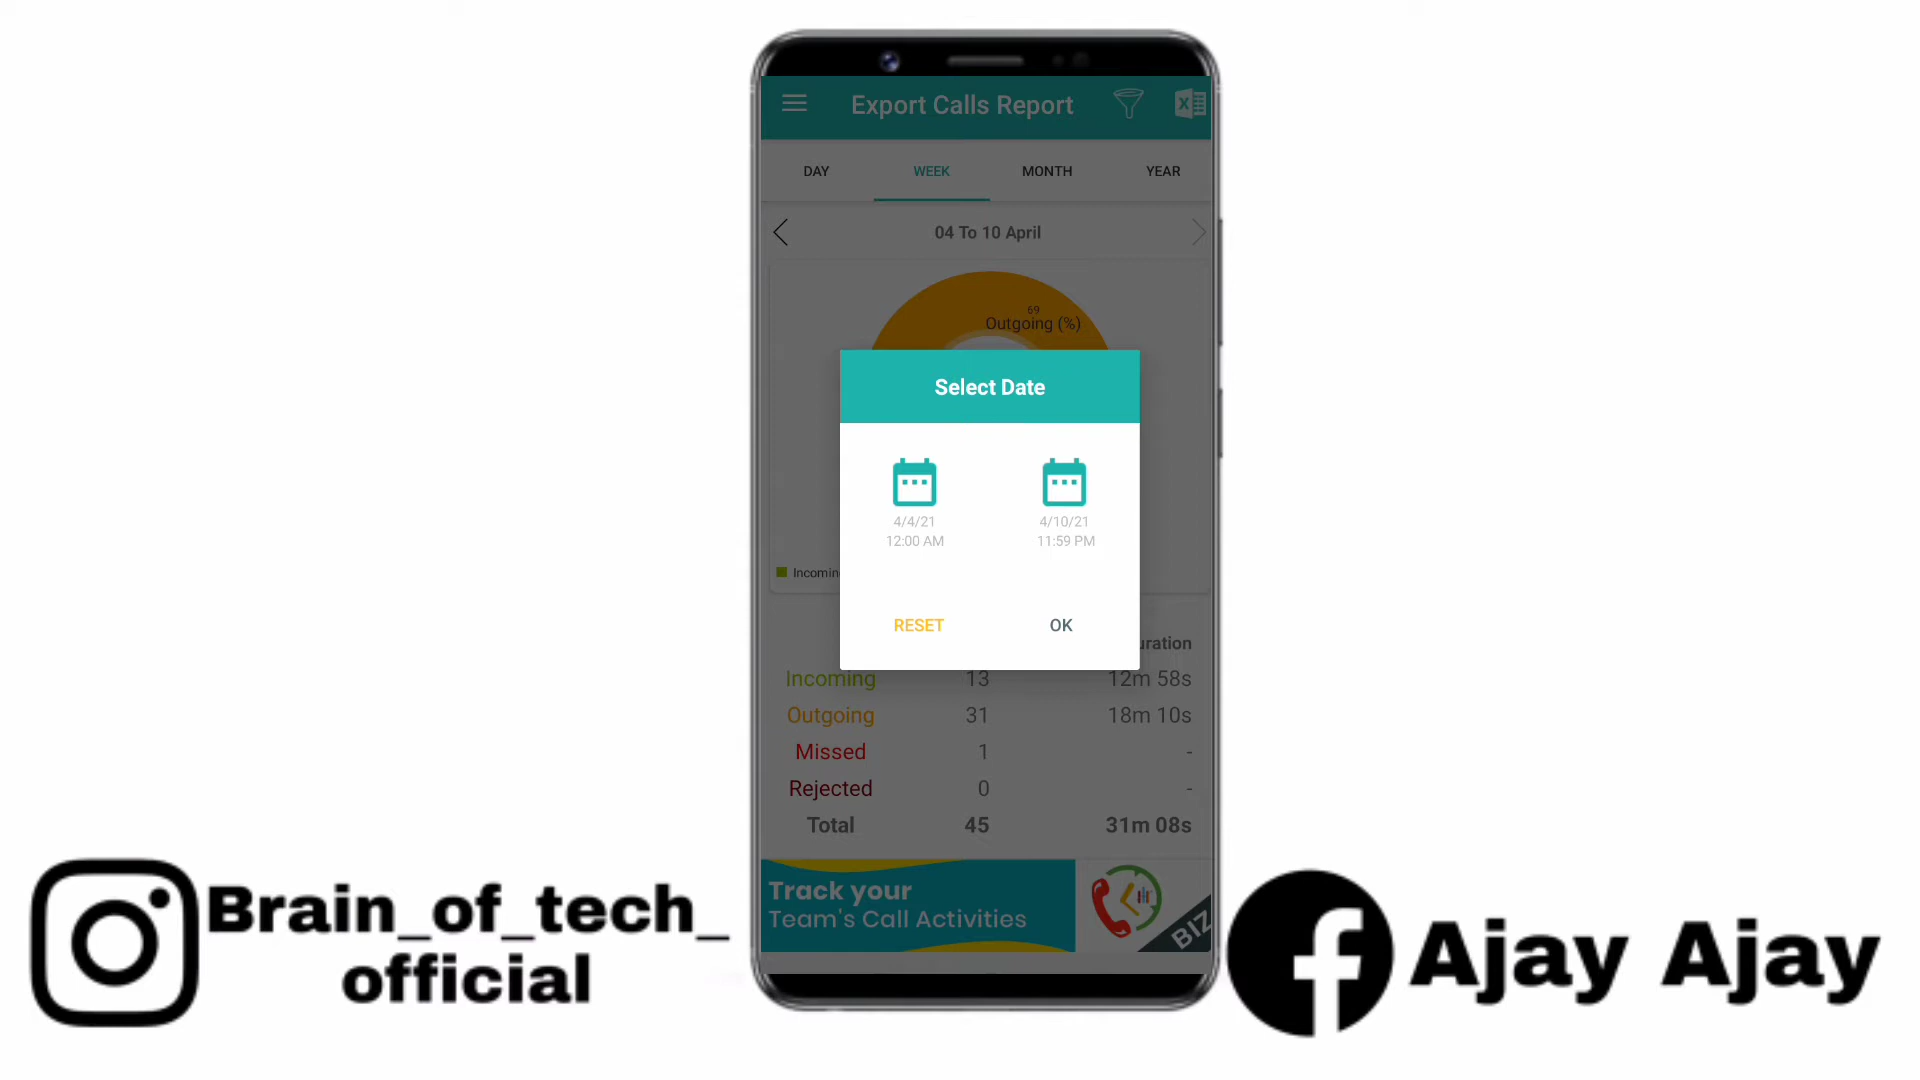 Export Calls Report
DAY WEEK MONTH YEAR
04 To 10 April
69
Outgoing (%)
Select Date
4/4/21 4/10/21
12:00 AM 11:59 PM
Incomin
RESET OK
uration
Incoming 13 12m 58s
Outgoing 31 18m 10s
Missed 1 -
Rejected 0 -
Total 45 31m 08s
Track your
Team's Call Activities
BIZ
Brain_of_tech_
official
Ajay Ajay